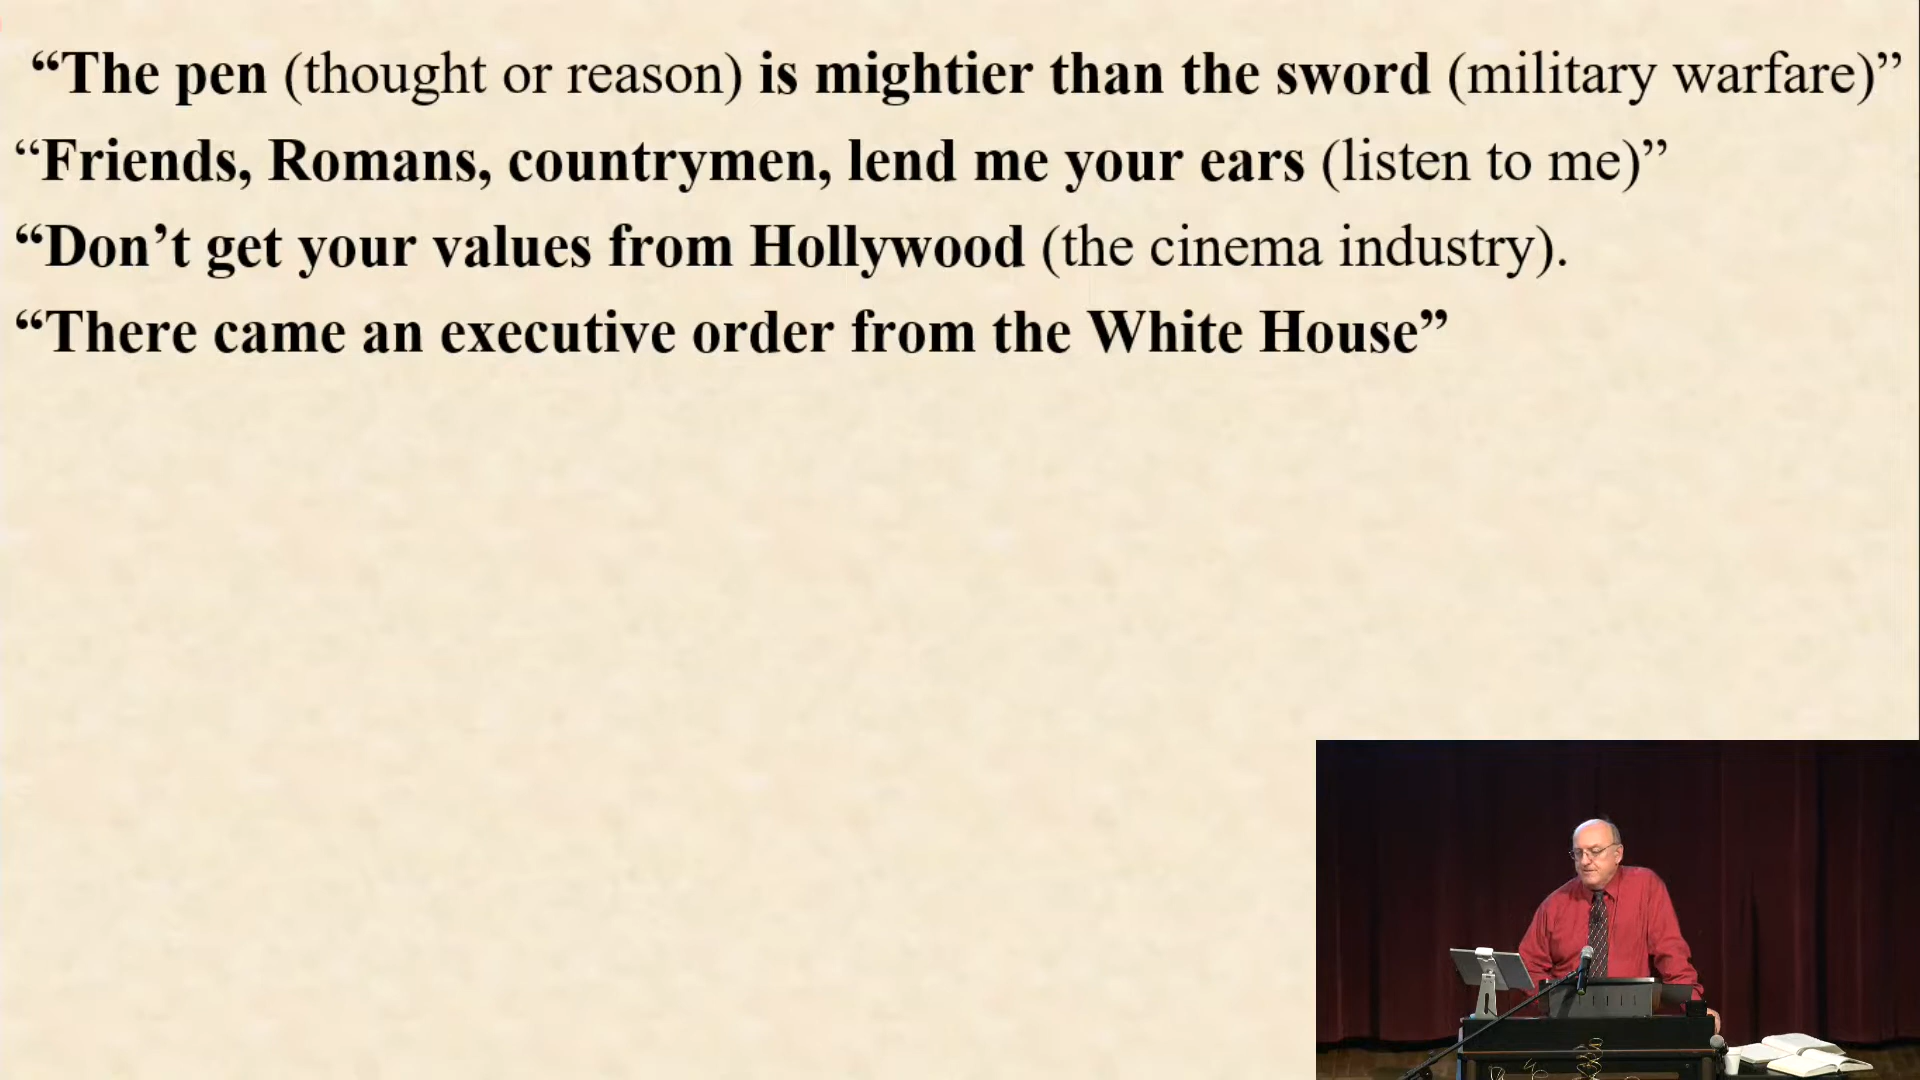 “The pen (thought or reason) is mightier than the sword (military warfare)”
“Friends, Romans, countrymen, lend me your ears (listen to me)”
“Don’t get your values from Hollywood (the cinema industry).
“There came an executive order from the White House”